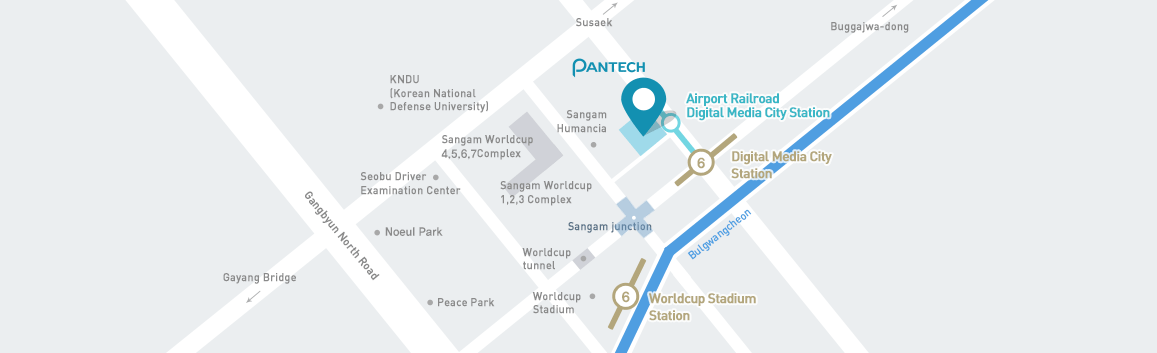 Susaek
Buggajwa-dong
PANTECH
KNDU
(Korean National
Defense University)
Airport Railroad
Digital Media City Station
Sangam
Humancia
Sangam Worldcup
4,5,6,7Complex
6
Digital Media City
Station
Seobu Driver
Examination Center
Sangam Worldcup
1,2,3 Complex
Gangbyun North Road
Noeul Park
Sangam junction
Bulgwangcheon
Worldcup
tunnel
Gayang Bridge
Peace Park
Worldcup
Stadium
6
Worldcup Stadium
Station